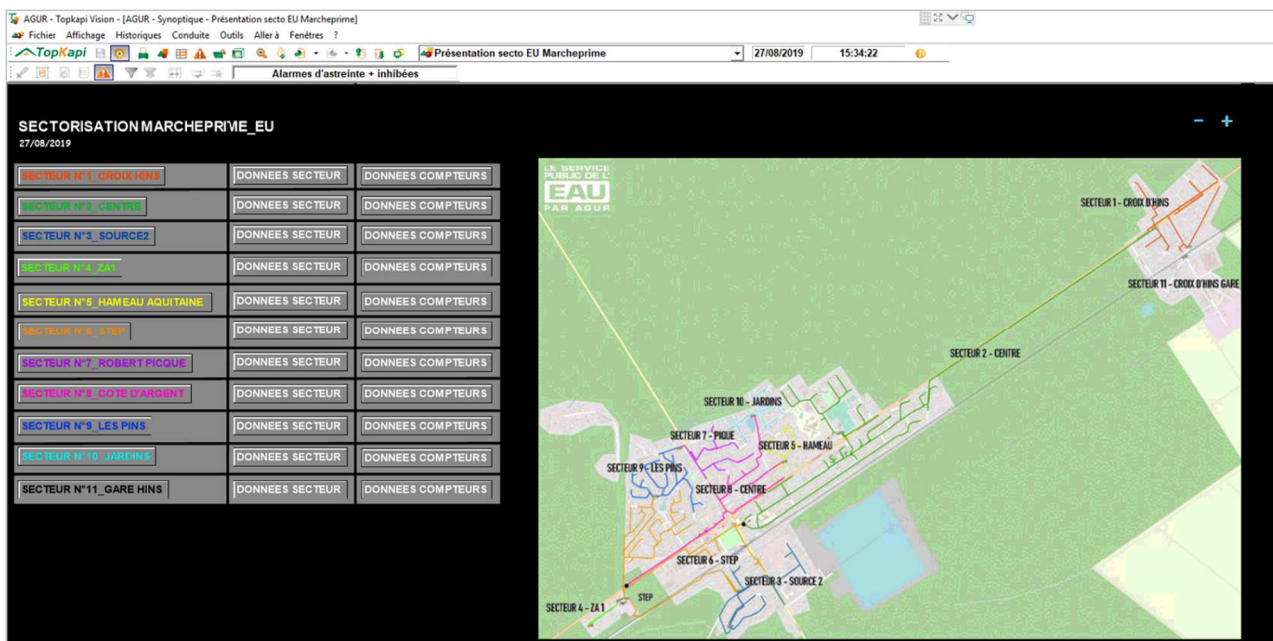 AGUR - Topkapi Vision - [AGUR - Synoptique - Présentation secto EU Marcheprime]
Fichier Affichage Historiques Conduite Outils Aller à Fenêtres ?
TopKapi Présentation secto EU Marcheprime 27/08/2019 15:34:22
Alarmes d'astreinte + inhibées
SECTORISATION MARCHEPRIME_EU
27/08/2019
SECTEUR N°1_CROIX HINS DONNEES SECTEUR DONNEES COMPTEURS
SECTEUR N°2_CENTRE DONNEES SECTEUR DONNEES COMPTEURS
SECTEUR N°3_SOURCE2 DONNEES SECTEUR DONNEES COMPTEURS
SECTEUR N°4_ZA1 DONNEES SECTEUR DONNEES COMPTEURS
SECTEUR N°5_HAMEAU AQUITAINE DONNEES SECTEUR DONNEES COMPTEURS
SECTEUR N°6_STEP DONNEES SECTEUR DONNEES COMPTEURS
SECTEUR N°7_ROBERT PICQUE DONNEES SECTEUR DONNEES COMPTEURS
SECTEUR N°8_COTE D'ARGENT DONNEES SECTEUR DONNEES COMPTEURS
SECTEUR N°9_LES PINS DONNEES SECTEUR DONNEES COMPTEURS
SECTEUR N°10_JARDINS DONNEES SECTEUR DONNEES COMPTEURS
SECTEUR N°11_GARE HINS DONNEES SECTEUR DONNEES COMPTEURS
LE SERVICE
PUBLIC DE L'
EAU
PAR AGUR
SECTEUR 1 - CROIX D'HINS
SECTEUR 11 - CROIX D'HINS GARE
SECTEUR 2 - CENTRE
SECTEUR 10 - JARDINS
SECTEUR 7 - PIQUE
SECTEUR 5 - HAMEAU
SECTEUR 9 - LES PINS
SECTEUR 8 - CENTRE
SECTEUR 6 - STEP
SECTEUR 3 - SOURCE 2
STEP
SECTEUR 4 - ZA 1